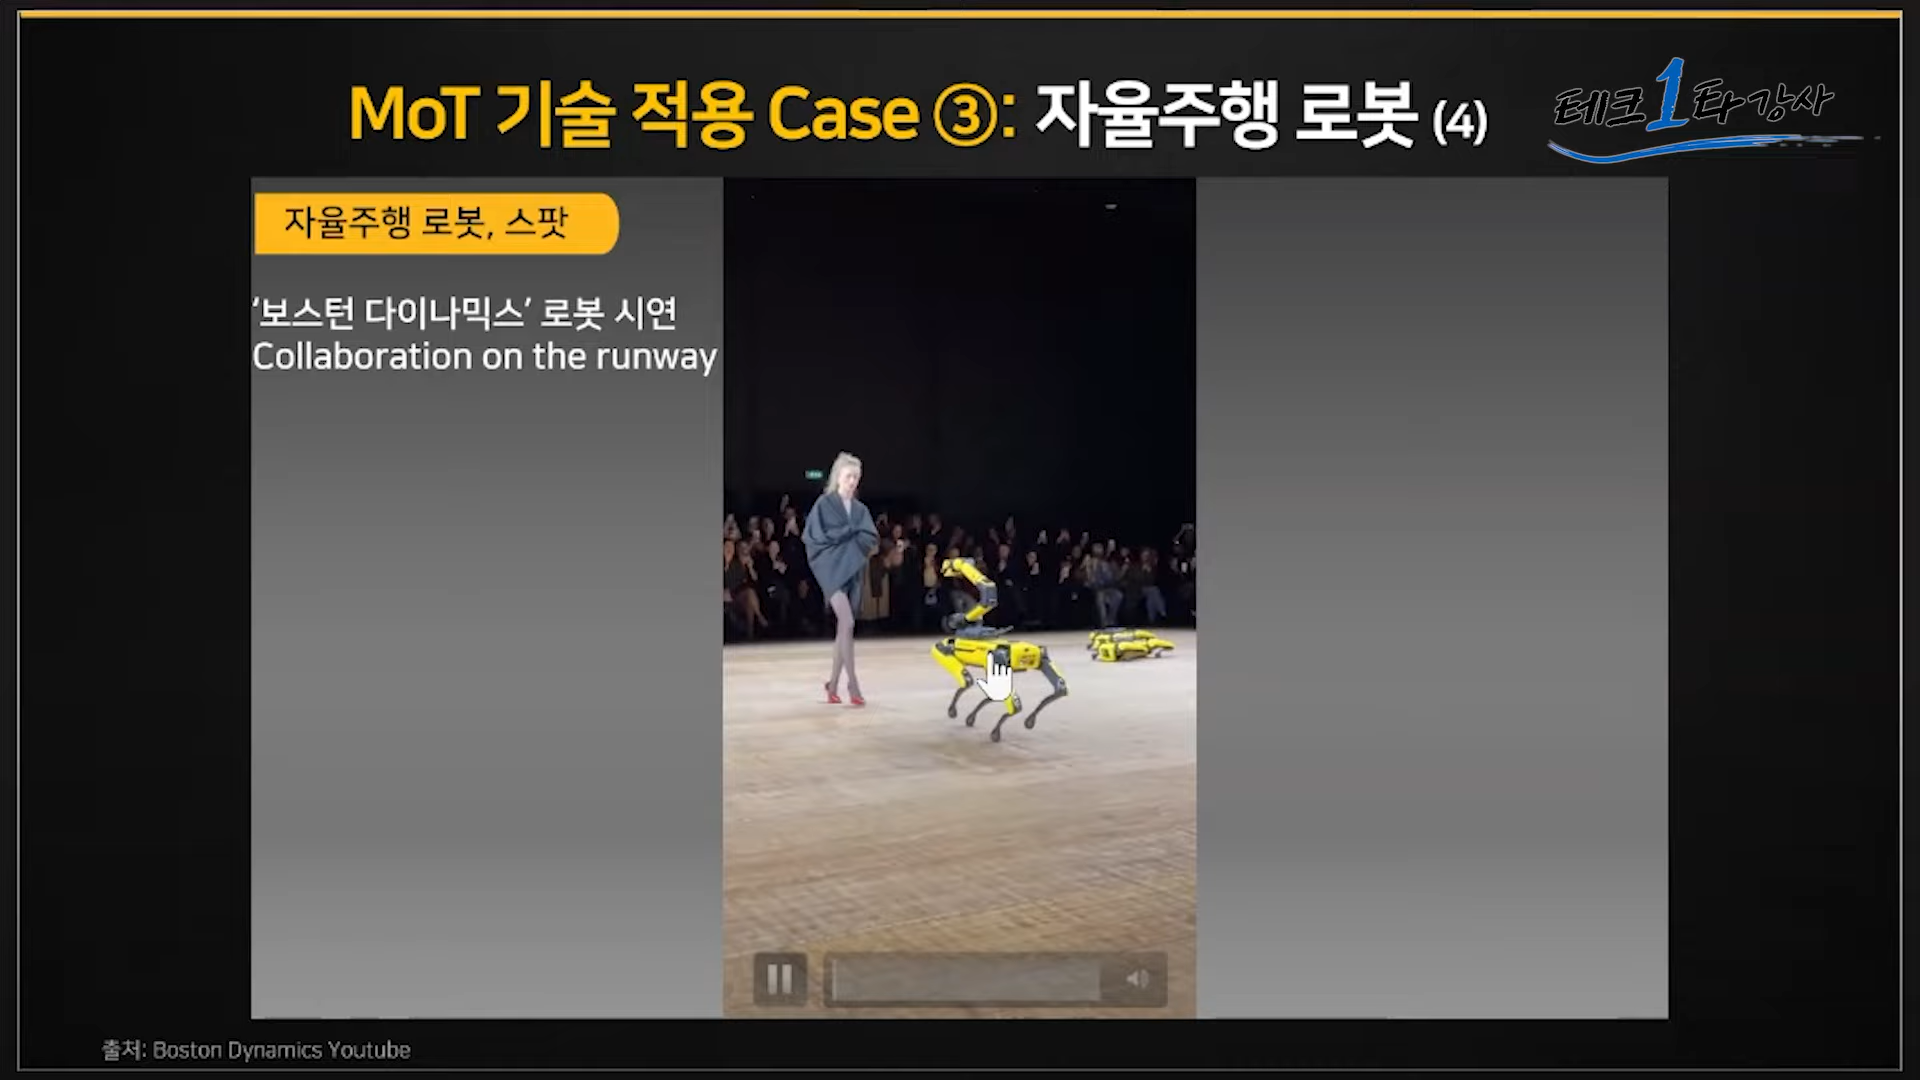 MoT 기술 적용 Case ③: 자율주행 로봇 (4)
테크1타강사
자율주행 로봇, 스팟
‘보스턴 다이나믹스’ 로봇 시연
Collaboration on the runway
출처: Boston Dynamics Youtube